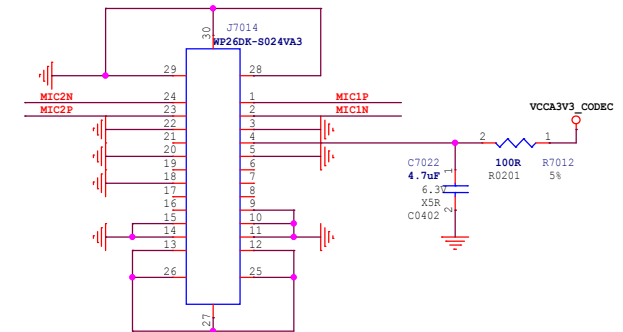 J7014
30
WP26DK-S024VA3
29 28
MIC2N 24 1 MIC1P
MIC2P 23 2 MIC1N
22 3
21 4
20 5
19 6
18 7
17 8
16 9
15 10
14 11
13 12
26 25
27
VCCA3V3_CODEC
2 1
100R R7012
R0201 5%
C7022 1
4.7uF
6.3V
X5R 2
C0402